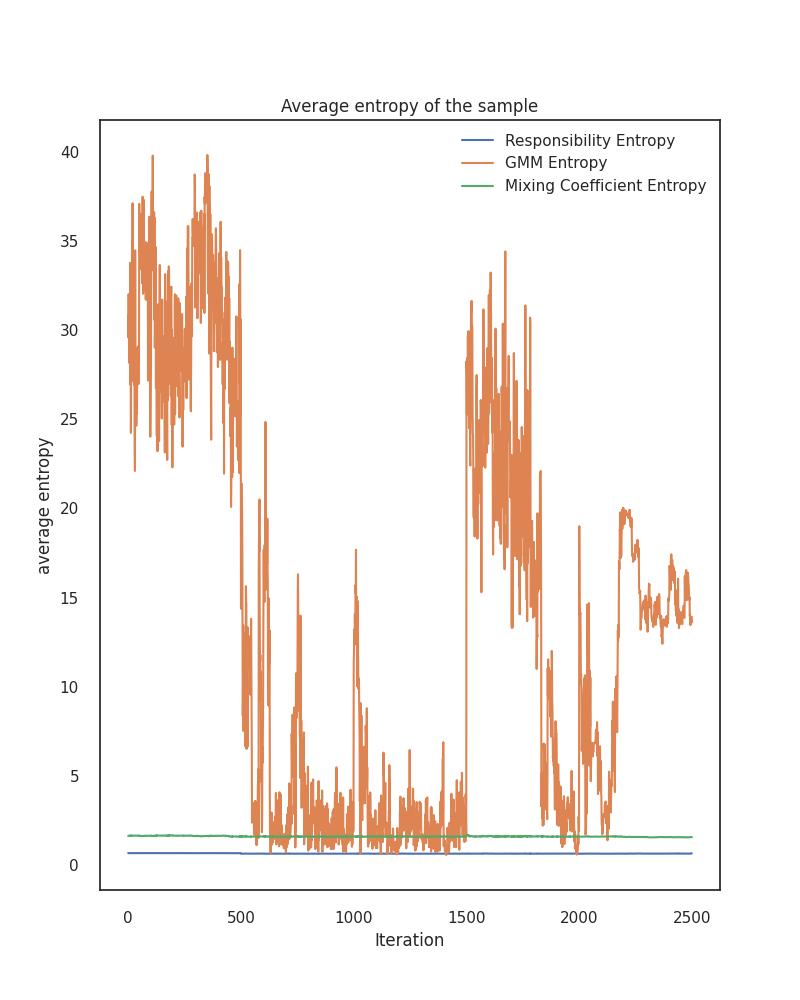 Average entropy of the sample
Responsibility Entropy
GMM Entropy
Mixing Coefficient Entropy
average entropy
40
35
30
25
20
15
10
5
0
0 500 1000 1500 2000 2500
Iteration